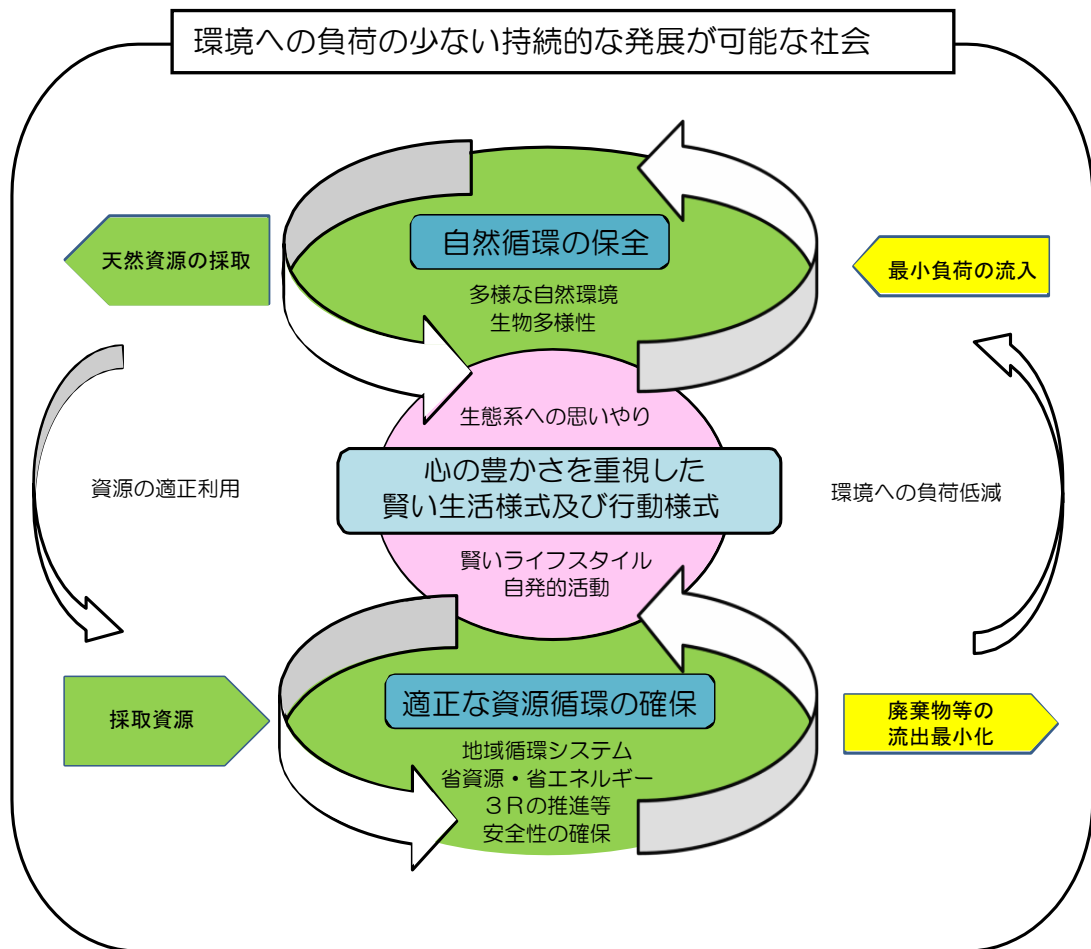 環境への負荷の少ない持続的な発展が可能な社会
自然循環の保全
天然資源の採取
最小負荷の流入
多様な自然環境
生物多様性
生態系への思いやり
心の豊かさを重視した
賢い生活様式及び行動様式
資源の適正利用
環境への負荷低減
賢いライフスタイル
自発的活動
適正な資源循環の確保
採取資源
廃棄物等の
流出最小化
地域循環システム
省資源・省エネルギー
３Ｒの推進等
安全性の確保